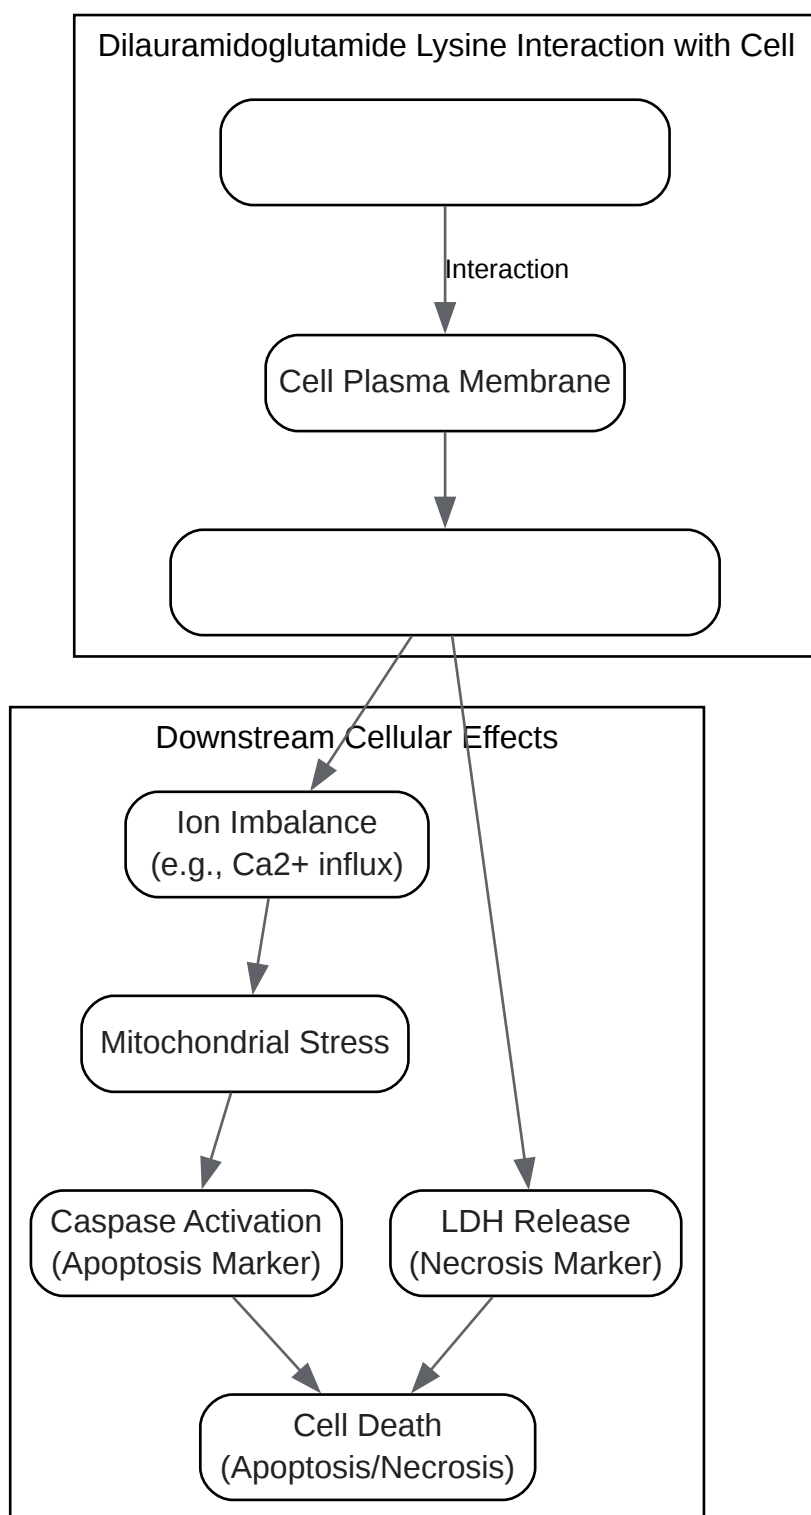 Dilauramidoglutamide Lysine Interaction with Cell
Interaction
Cell Plasma Membrane
Downstream Cellular Effects
Ion Imbalance
(e.g., Ca2+ influx)
Mitochondrial Stress
Caspase Activation
(Apoptosis Marker)
LDH Release
(Necrosis Marker)
Cell Death
(Apoptosis/Necrosis)